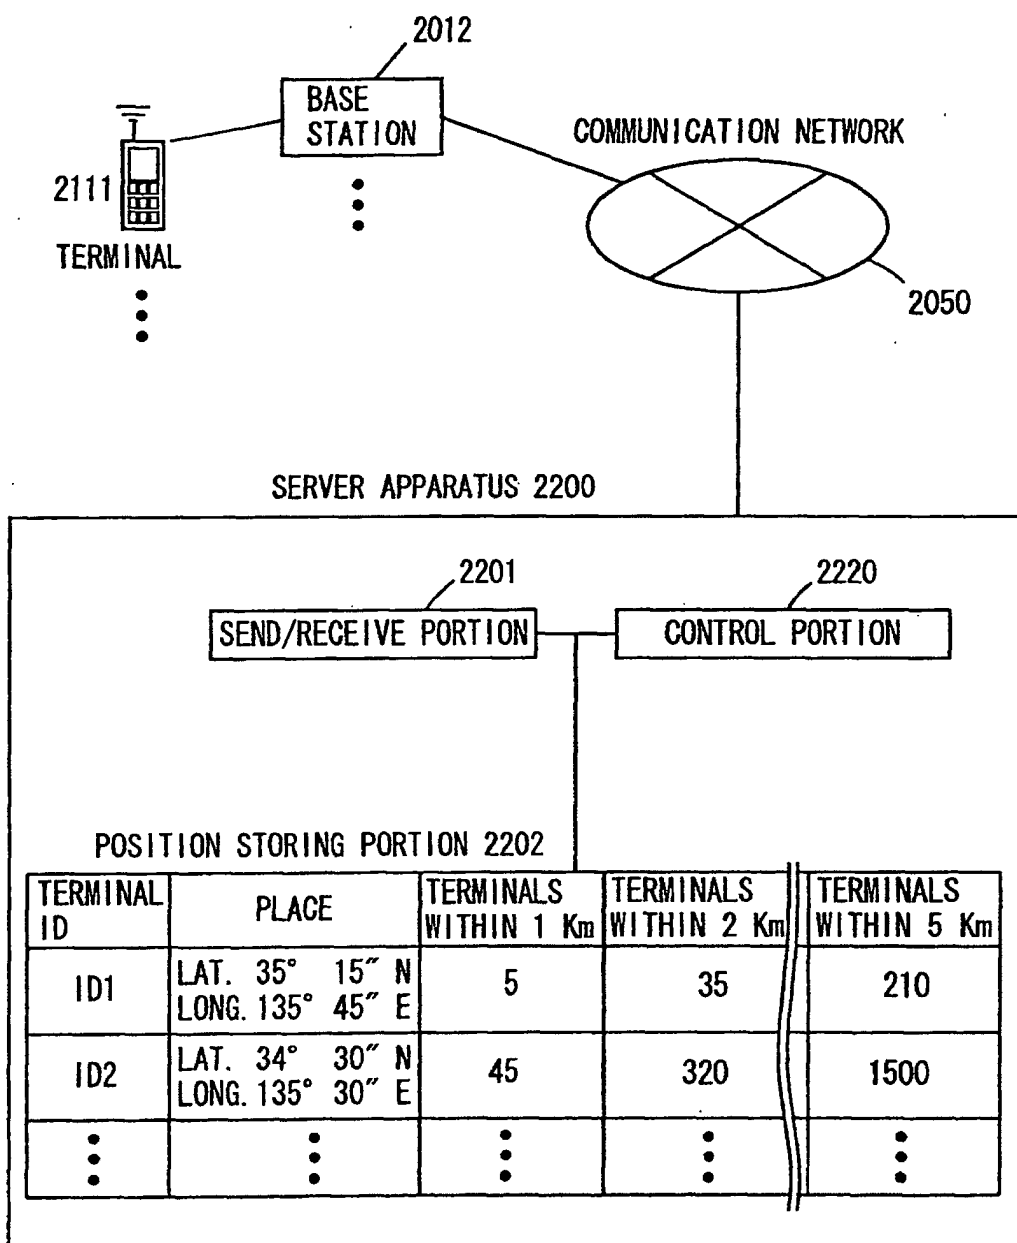 2012
BASE
STATION
COMMUNICATION NETWORK
2111
TERMINAL
2050
SERVER APPARATUS 2200
2201
2220
SEND/RECEIVE PORTION
CONTROL PORTION
POSITION STORING PORTION 2202
TERMINAL ID
PLACE
TERMINALS WITHIN 1 Km
TERMINALS WITHIN 2 Km
TERMINALS WITHIN 5 Km
ID1
LAT. 35° 15″ N
LONG. 135° 45″ E
5
35
210
ID2
LAT. 34° 30″ N
LONG. 135° 30″ E
45
320
1500